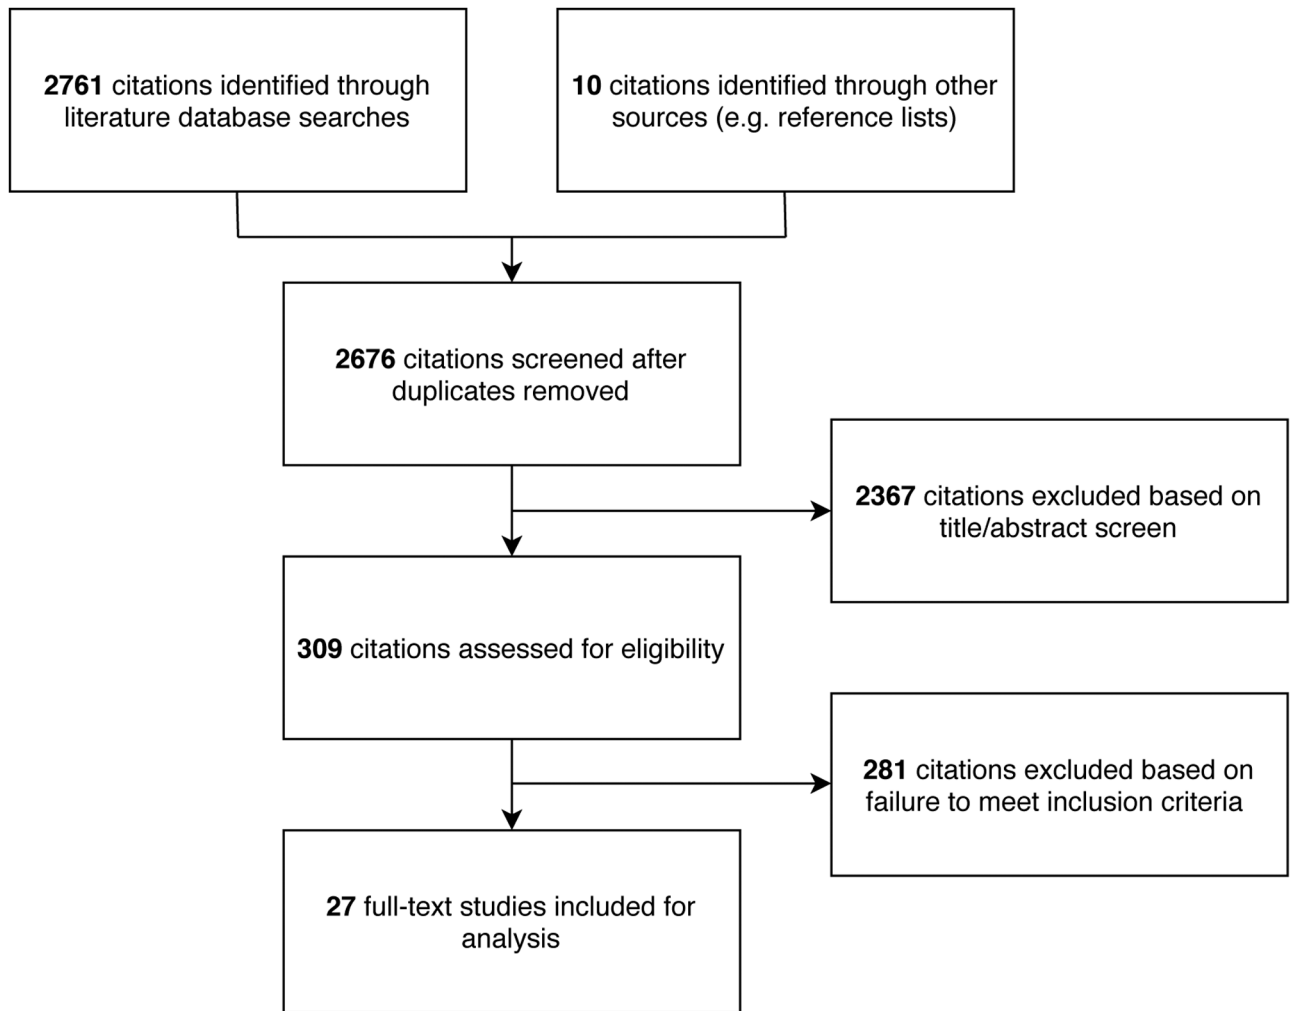 2761 citations identified through
literature database searches
10 citations identified through other
sources (e.g. reference lists)
2676 citations screened after
duplicates removed
2367 citations excluded based on
title/abstract screen
309 citations assessed for eligibility
281 citations excluded based on
failure to meet inclusion criteria
27 full-text studies included for
analysis